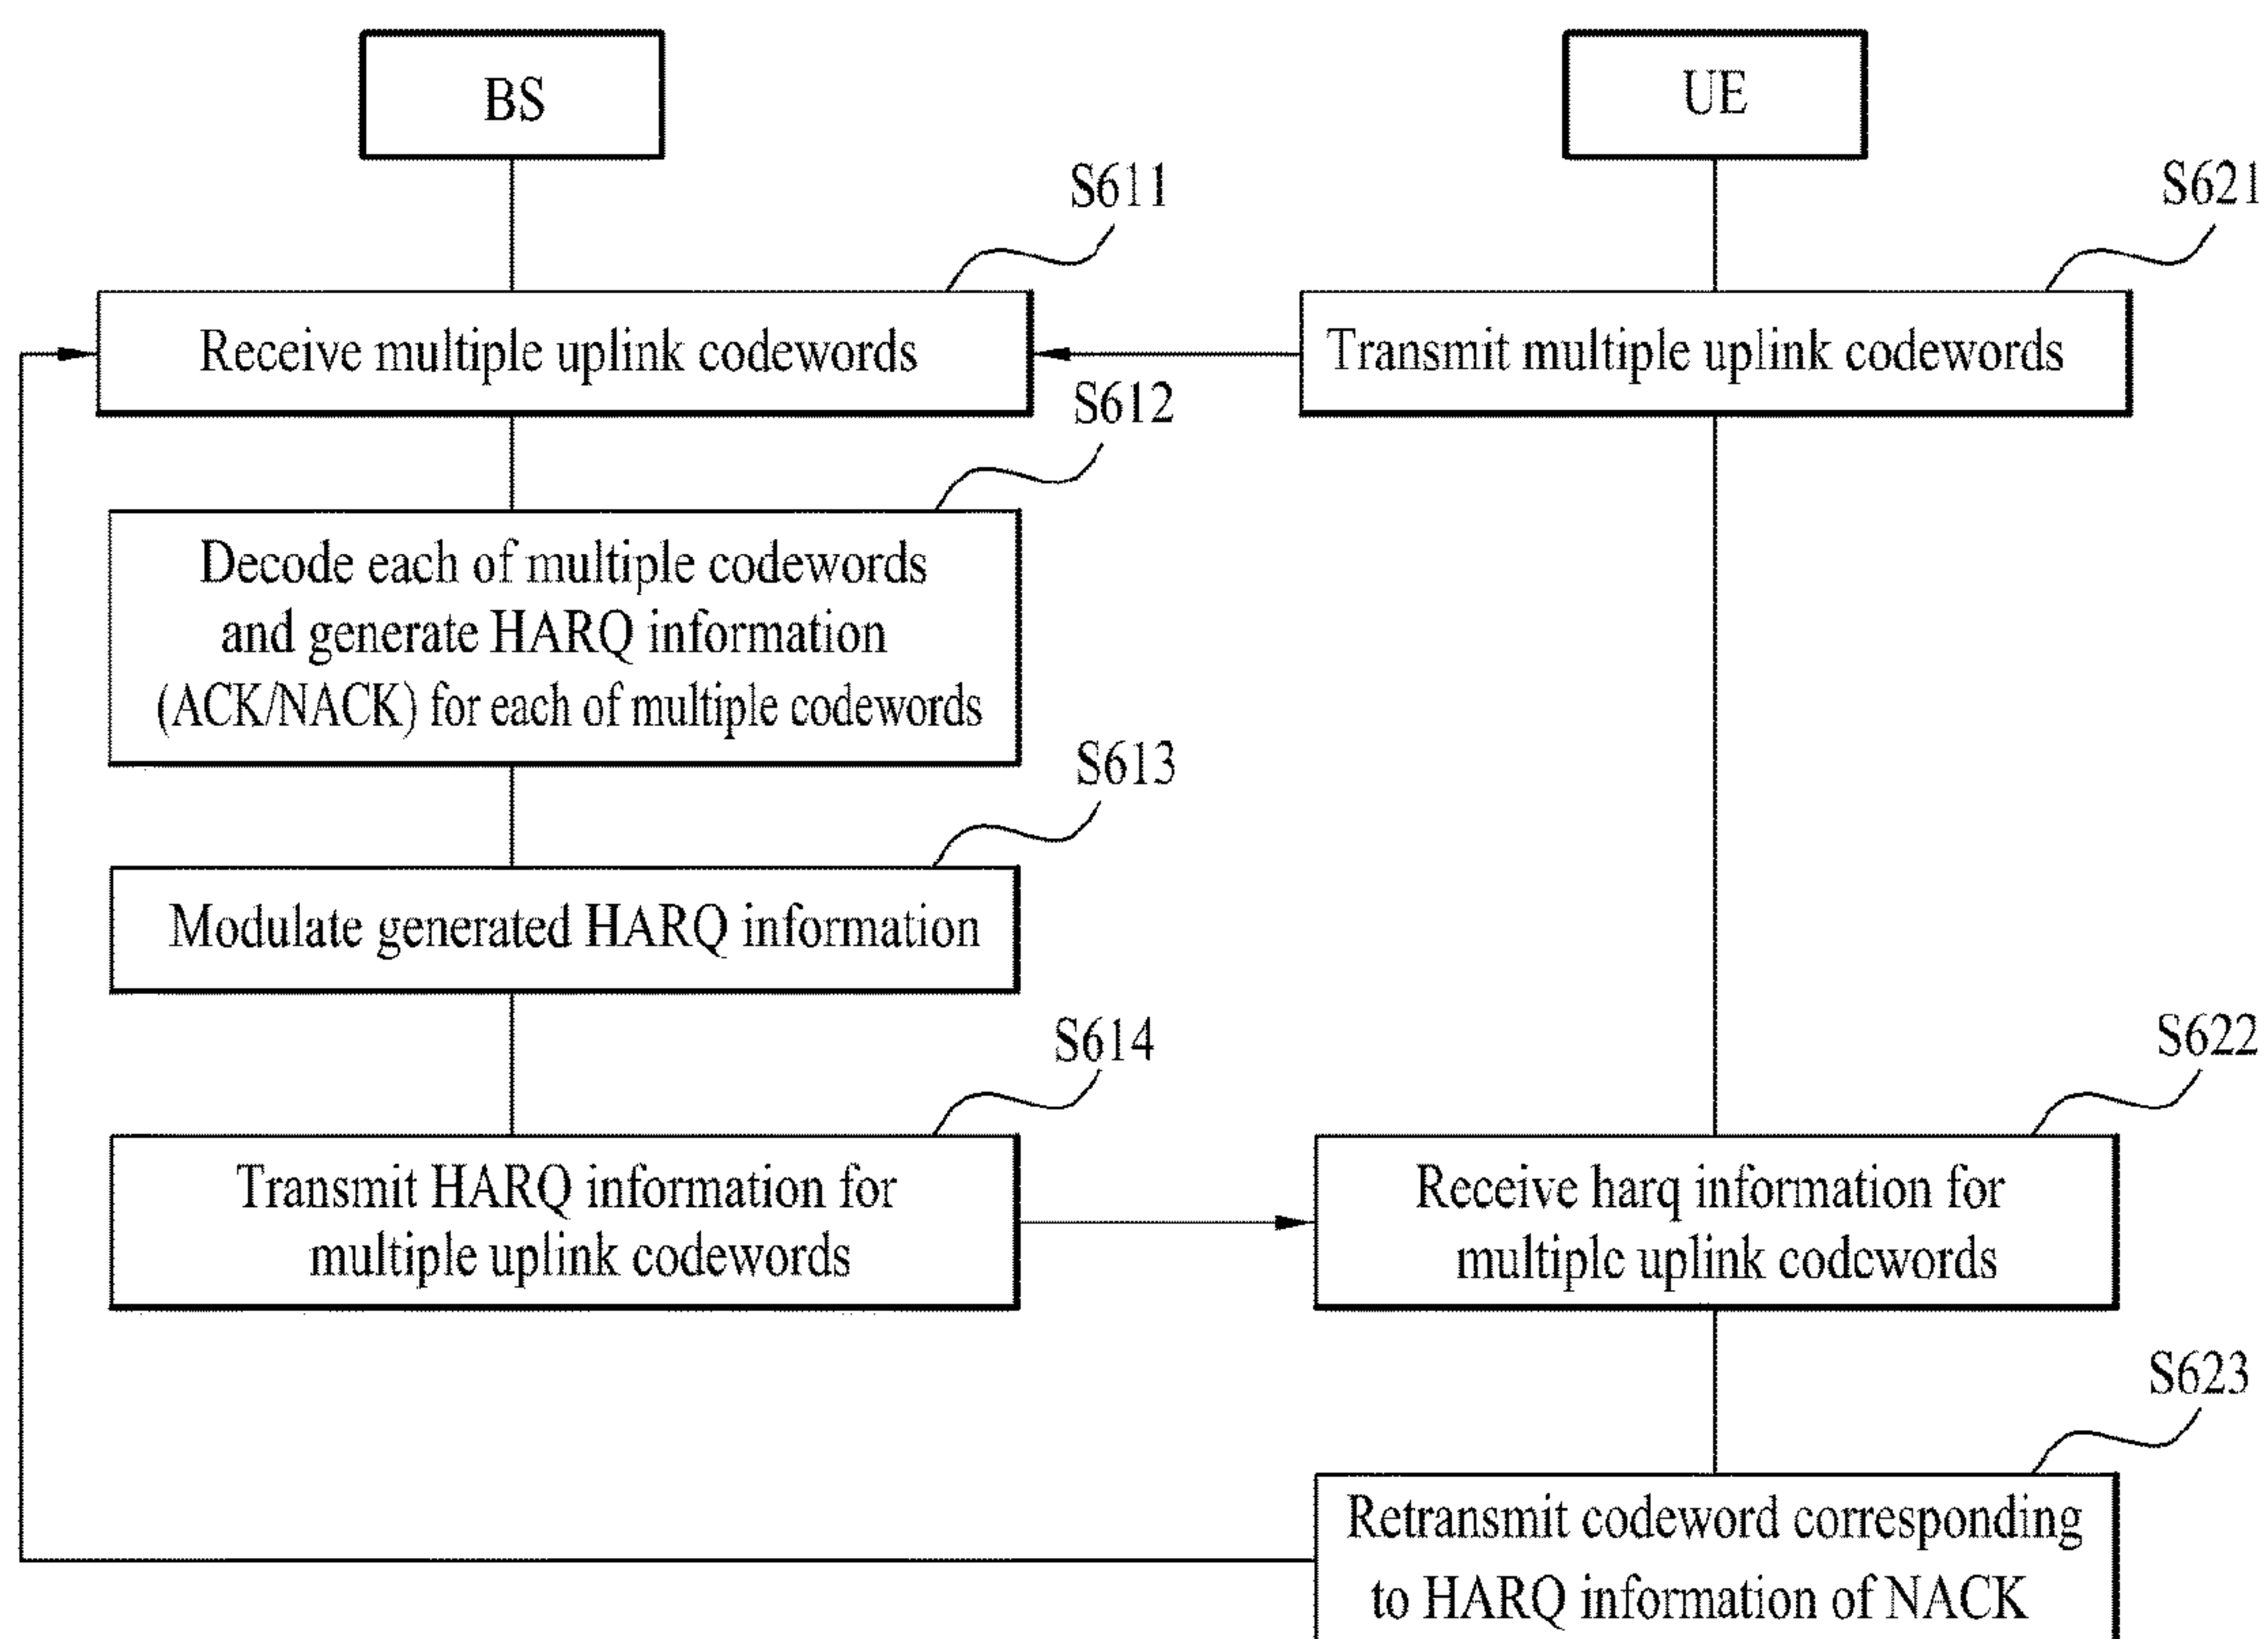 BS
UE
S611
S621
Receive multiple uplink codewords
Transmit multiple uplink codewords
S612
Decode each of multiple codewords
and generate HARQ information
(ACK/NACK) for each of multiple codewords
S613
Modulate generated HARQ information
S614
S622
Transmit HARQ information for
multiple uplink codewords
Receive harq information for
multiple uplink codewords
S623
Retransmit codeword corresponding
to HARQ information of NACK